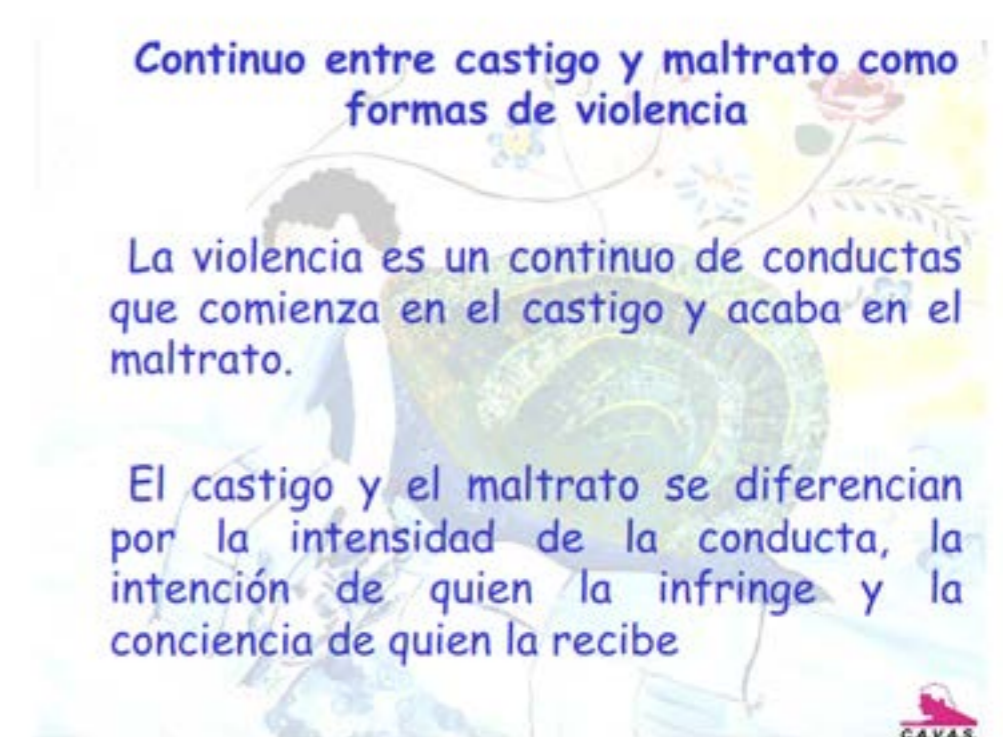 Continuo entre castigo y maltrato como
formas de violencia
La violencia es un continuo de conductas
que comienza en el castigo y acaba en el
maltrato.
El castigo y el maltrato se diferencian
por la intensidad de la conducta, la
intención de quien la infringe y la
conciencia de quien la recibe
CAVAS